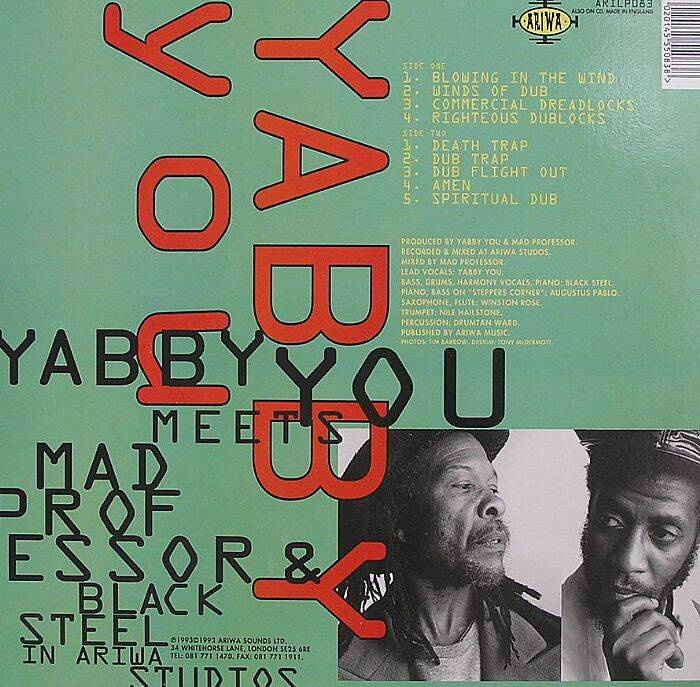 ARILP083
ALSO ON CD. MADE IN ENGLAND
ARIWA
5020145 550838>
YABBY
you
SIDE ONE
1. BLOWING IN THE WIND
2. WINDS OF DUB
3. COMMERCIAL DREADLOCKS
4. RIGHTEOUS DUBLOCKS
SIDE TWO
1. DEATH TRAP
2. DUB TRAP
3. DUB FLIGHT OUT
4. AMEN
5. SPIRITUAL DUB
PRODUCED BY YABBY YOU & MAD PROFESSOR.
RECORDED & MIXED AT ARIWA STUDOS.
MIXED BY MAD PROFESSOR.
LEAD VOCALS: YABBY YOU.
BASS, DRUMS, HARMONY VOCALS, PIANO: BLACK STEEL.
PIANO, BASS ON "STEPPERS CORNER"; AUGUSTUS PABLO.
SAXOPHONE, FLUTE: WINSTON ROSE.
TRUMPET: NILE HAILSTONE.
PERCUSSION: DRUMTAN WARD.
PUBLISHED BY ARIWA MUSIC.
PHOTOS: TIM BARROW. DESIGN: TONY McDERMOTT.
YABBY YOU
MEETS
MAD
PROF
ESSOR &
BLACK
STEEL
IN ARIWA
STUDIOS
℗1993©1993 ARIWA SOUNDS LTD.
34 WHITEHORSE LANE, LONDON SE25 6RE
TEL: 081 771 1470, FAX: 081 771 1911.